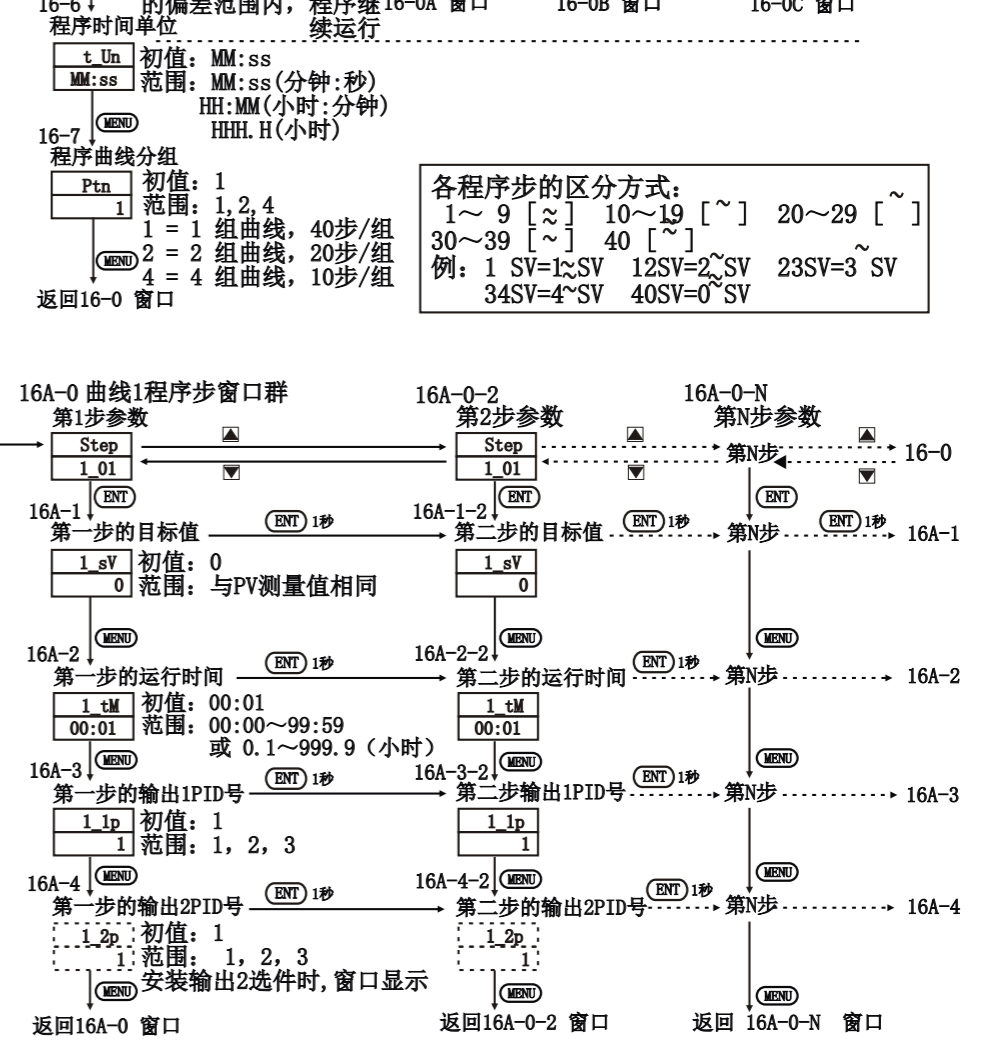 16-6 的偏差范围内，程序继 16-0A 窗口 16-0B 窗口 16-0C 窗口
程序时间单位 续运行
t_Un 初值：MM:ss
MM:ss 范围：MM:ss(分钟:秒)
HH:MM(小时:分钟)
HHH.H(小时)
MENU
16-7
程序曲线分组
Ptn 初值：1
1 范围：1,2,4
1 = 1 组曲线，40步/组
MENU 2 = 2 组曲线，20步/组
4 = 4 组曲线，10步/组
返回16-0 窗口
各程序步的区分方式：
1～ 9 [≈] 10～19 [~] 20～29 [~]
30～39 [~] 40 [~]
例：1 SV=1≈SV 12SV=2~SV 23SV=3~SV
34SV=4~SV 40SV=0~SV
16A-0 曲线1程序步窗口群 16A-0-2 16A-0-N
第1步参数 第2步参数 第N步参数
Step ▲ Step ▲ 第N步 ▲ 16-0
1_01 ▼ 1_01 ▼ ▼
ENT ENT ENT
16A-1 16A-1-2
第一步的目标值 ENT 1秒 第二步的目标值 ENT 1秒 第N步 ENT 1秒 16A-1
1_sV 初值：0 1_sV
0 范围：与PV测量值相同 0
MENU MENU MENU
16A-2 16A-2-2
第一步的运行时间 ENT 1秒 第二步的运行时间 ENT 1秒 第N步 16A-2
1_tM 初值：00:01 1_tM
00:01 范围：00:00～99:59 00:01
或 0.1～999.9（小时）
MENU MENU MENU
16A-3 16A-3-2
第一步的输出1PID号 ENT 1秒 第二步输出1PID号 ENT 1秒 第N步 16A-3
1_1p 初值：1 1_1p
1 范围：1，2，3 1
MENU MENU MENU
16A-4 16A-4-2
第一步的输出2PID号 ENT 1秒 第二步的输出2PID号 ENT 1秒 第N步 16A-4
1_2p 初值：1 1_2p
1 范围： 1，2，3 1
安装输出2选件时,窗口显示
MENU MENU MENU
返回16A-0 窗口 返回16A-0-2 窗口 返回 16A-0-N 窗口